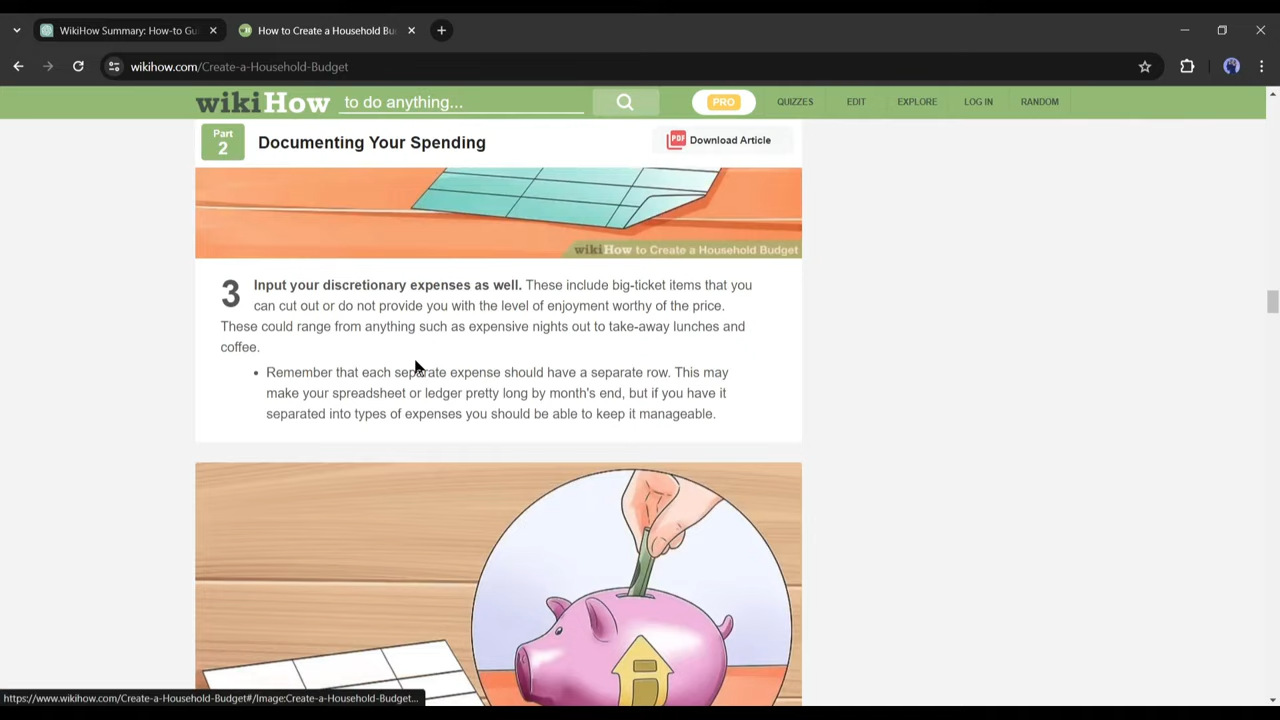 WikiHow Summary: How-to Gu
How to Create a Household Bu
wikihow.com/Create-a-Household-Budget
wikiHow to do anything...
PRO
QUIZZES
EDIT
EXPLORE
LOG IN
RANDOM
Part
2
Documenting Your Spending
PDF
Download Article
wikiHow to Create a Household Budget
3 Input your discretionary expenses as well. These include big-ticket items that you
can cut out or do not provide you with the level of enjoyment worthy of the price.
These could range from anything such as expensive nights out to take-away lunches and
coffee.
• Remember that each separate expense should have a separate row. This may
make your spreadsheet or ledger pretty long by month's end, but if you have it
separated into types of expenses you should be able to keep it manageable.
https://www.wikihow.com/Create-a-Household-Budget#/Image:Create-a-Household-Budget...